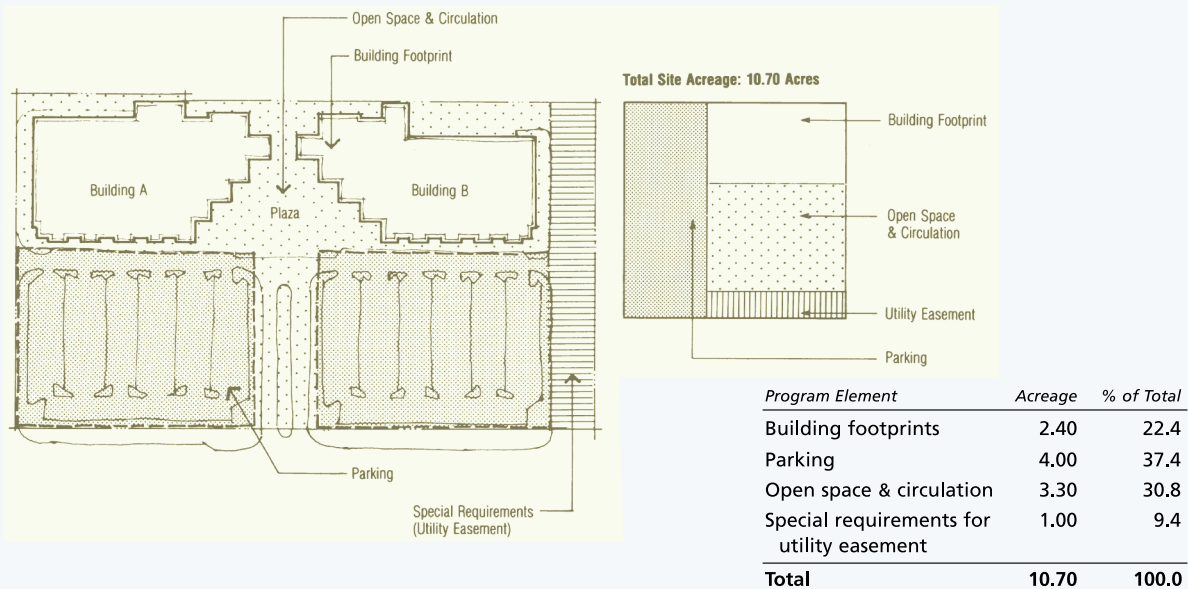 Open Space & Circulation
Building Footprint
Building A
Building B
Plaza
Parking
Special Requirements
(Utility Easement)
Total Site Acreage: 10.70 Acres
Building Footprint
Open Space
& Circulation
Utility Easement
Parking
Program Element Acreage % of Total
Building footprints 2.40 22.4
Parking 4.00 37.4
Open space & circulation 3.30 30.8
Special requirements for 1.00 9.4
utility easement
Total 10.70 100.0